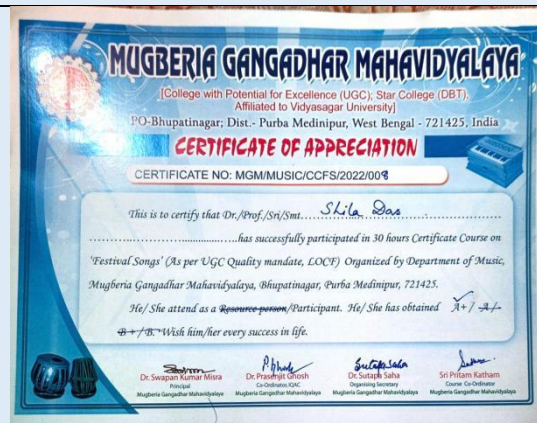 MUGBERIA GANGADHAR MAHAVIDYALAYA
[College with Potential for Excellence (UGC); Star College (DBT),
Affiliated to Vidyasagar University]
PO-Bhupatinagar; Dist.- Purba Medinipur, West Bengal - 721425, India
CERTIFICATE OF APPRECIATION
CERTIFICATE NO: MGM/MUSIC/CCFS/2022/008
This is to certify that Dr./Prof./Sri/Smt. Shila Das
has successfully participated in 30 hours Certificate Course on
'Festival Songs' (As per UGC Quality mandate, LOCF) Organized by Department of Music,
Mugberia Gangadhar Mahavidyalaya, Bhupatinagar, Purba Medinipur, 721425.
He/ She attend as a Resource person/Participant. He/ She has obtained A+ / A /
B + / B. Wish him/her every success in life.
P. Ghosh Sutapa Saha
Dr. Swapan Kumar Misra Dr. Prasenjit Ghosh Dr. Sutapa Saha Sri Pritam Katham
Principal Co-Ordinator, IQAC Organising Secretary Course Co-Ordinator
Mugberia Gangadhar Mahavidyalaya Mugberia Gangadhar Mahavidyalaya Mugberia Gangadhar Mahavidyalaya Mugberia Gangadhar Mahavidyalaya